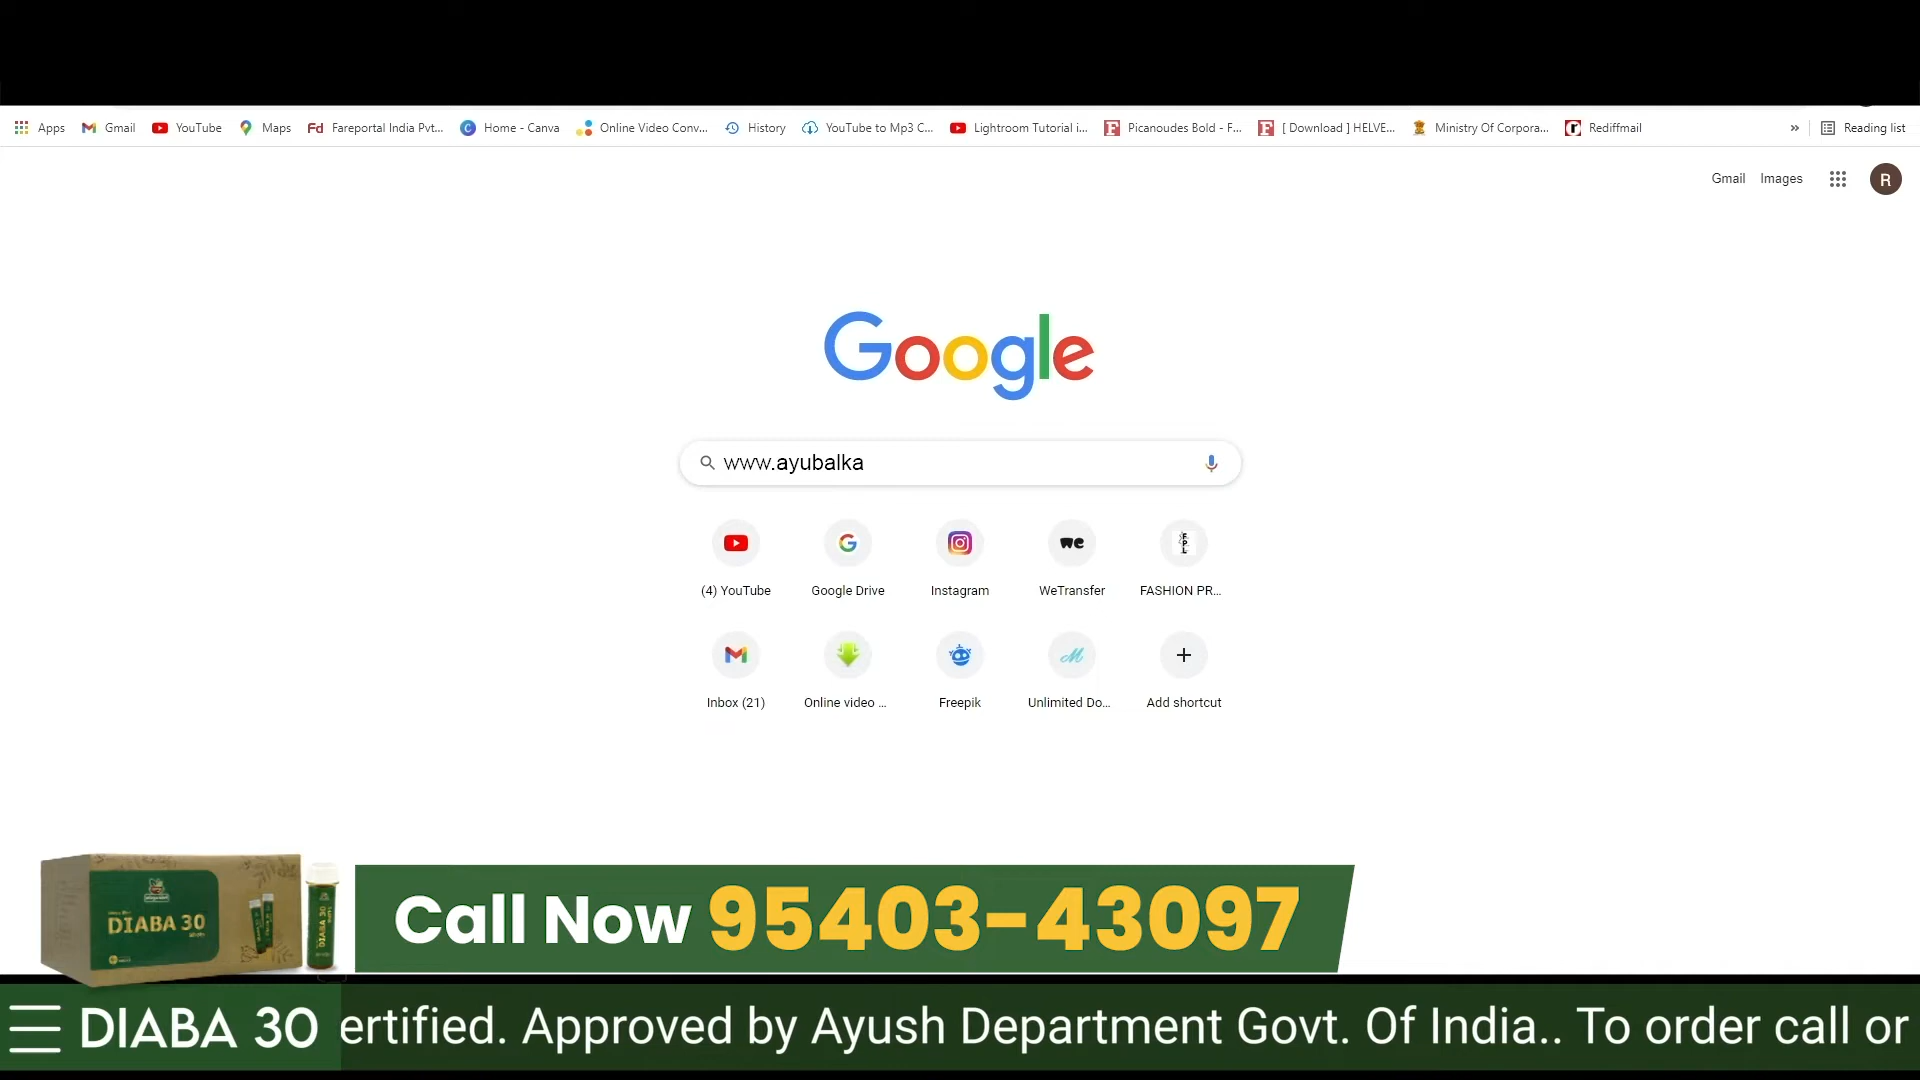 Apps Gmail YouTube Maps Fareportal India Pvt... Home - Canva Online Video Conv... History YouTube to Mp3 C... Lightroom Tutorial i... Picanoudes Bold - F... [ Download ] HELVE... Ministry Of Corpora... Rediffmail » Reading list
Gmail Images R
Google
www.ayubalka
(4) YouTube Google Drive Instagram WeTransfer FASHION PR...
Inbox (21) Online video ... Freepik Unlimited Do... Add shortcut
DIABA 30
DIABA 30
Call Now 95403-43097
DIABA 30 ertified. Approved by Ayush Department Govt. Of India.. To order call or